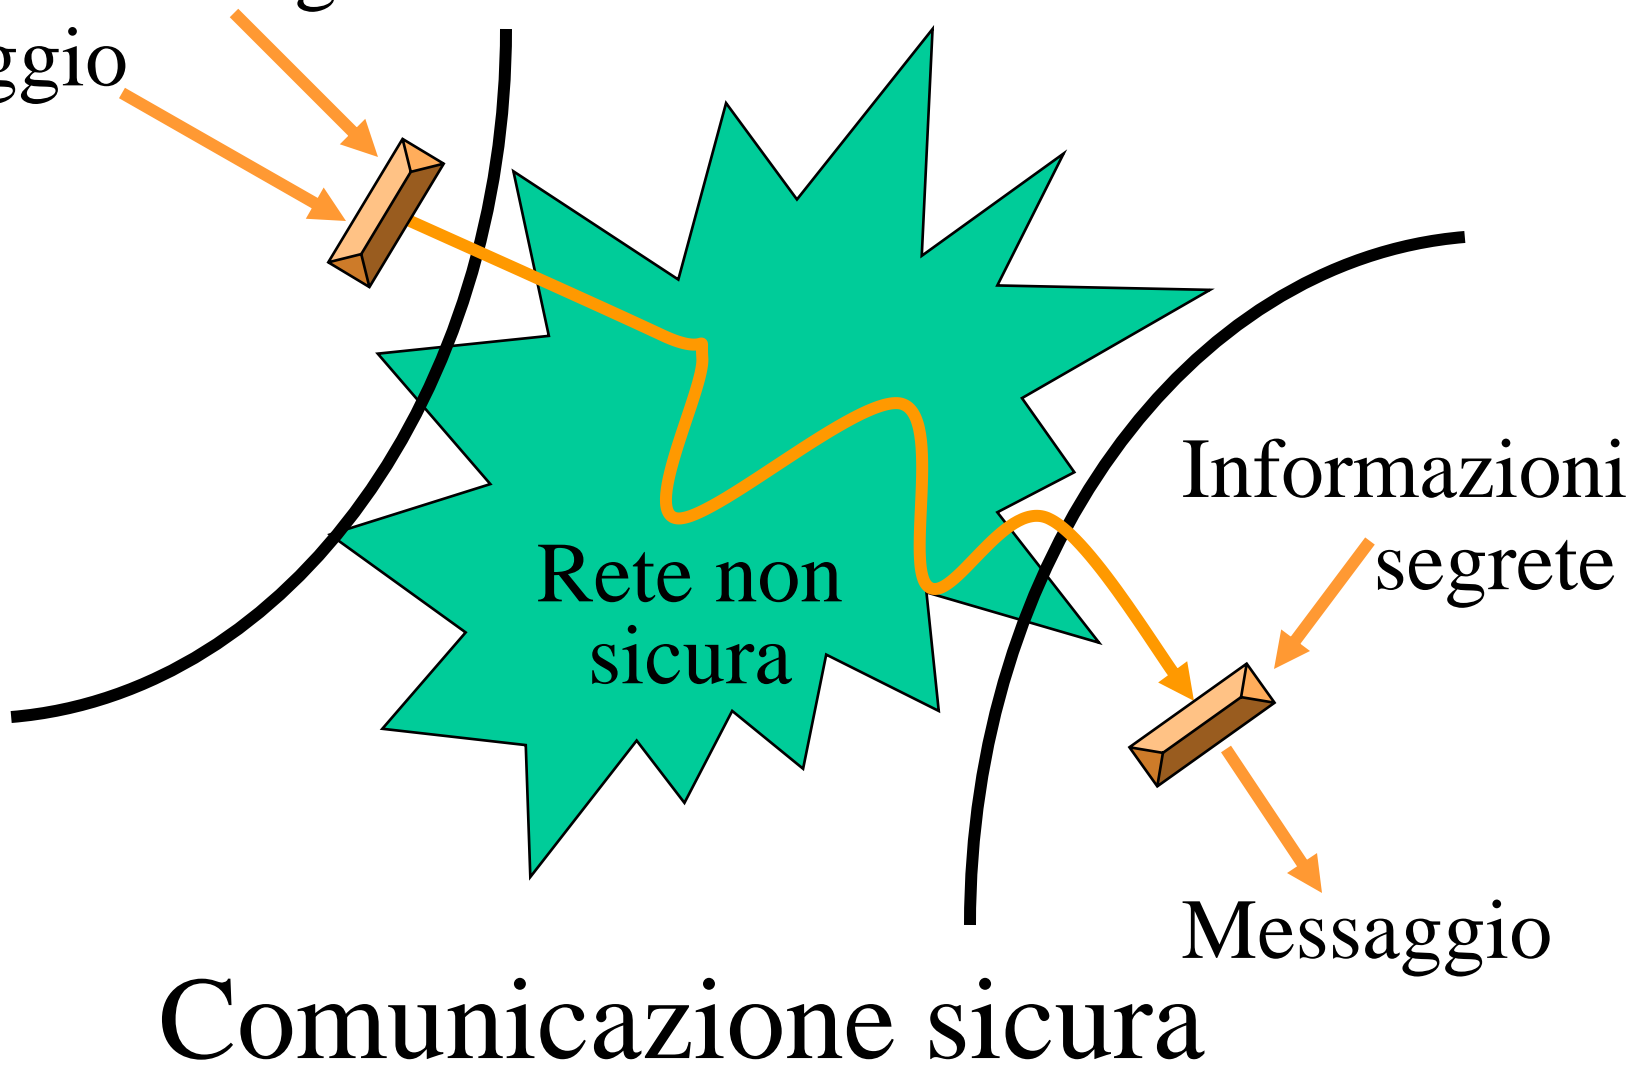 ggio
Informazioni
segrete
Rete non
sicura
Messaggio
Comunicazione sicura